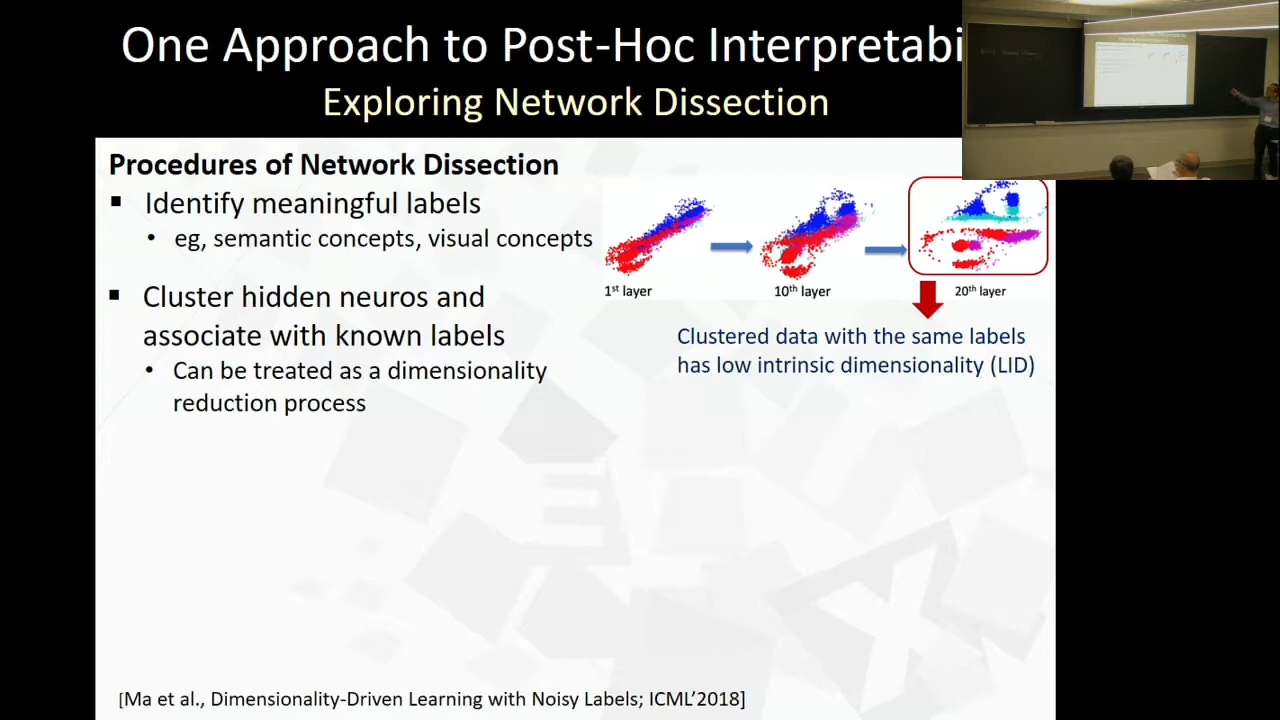 One Approach to Post-Hoc Interpretabi
Exploring Network Dissection
Procedures of Network Dissection
▪ Identify meaningful labels
• eg, semantic concepts, visual concepts
▪ Cluster hidden neuros and
associate with known labels
• Can be treated as a dimensionality
reduction process
1st layer
10th layer
20th layer
Clustered data with the same labels
has low intrinsic dimensionality (LID)
[Ma et al., Dimensionality-Driven Learning with Noisy Labels; ICML’2018]